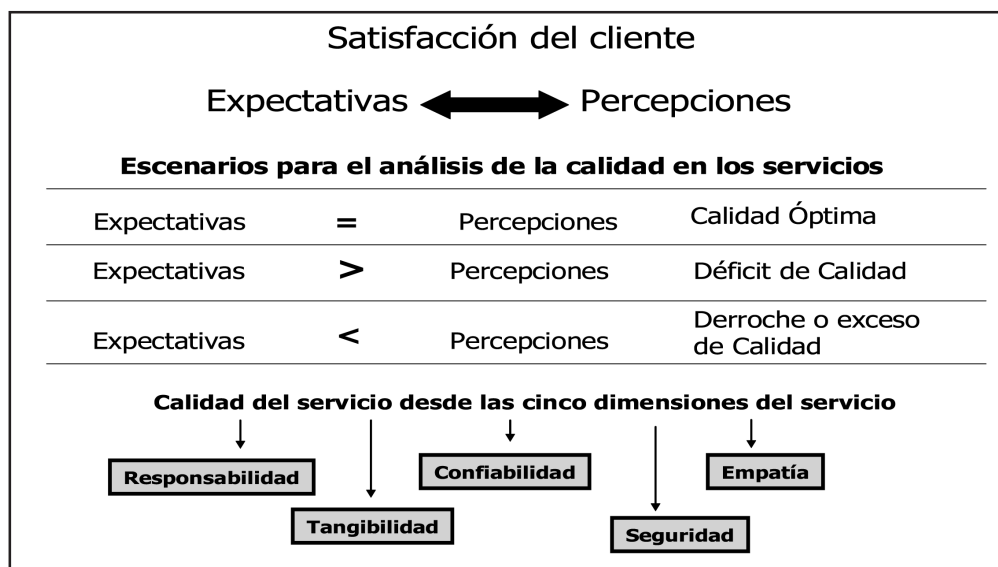 Satisfacción del cliente
Expectativas Percepciones
Escenarios para el análisis de la calidad en los servicios
Expectativas = Percepciones Calidad Óptima
Expectativas > Percepciones Déficit de Calidad
Expectativas < Percepciones Derroche o exceso
de Calidad
Calidad del servicio desde las cinco dimensiones del servicio
Responsabilidad Confiabilidad Empatía
Tangibilidad Seguridad